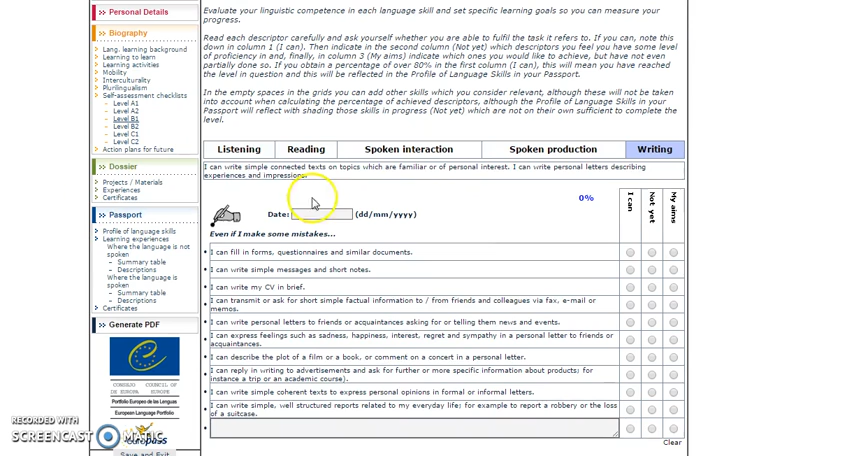 Personal Details
Biography
Lang. learning background
Learning to learn
Learning activities
Mobility
Interculturality
Plurilingualism
Self-assessment checklists
Level A1
Level A2
Level B1
Level B2
Level C1
Level C2
Action plans for future
Dossier
Projects / Materials
Experiences
Certificates
Passport
Profile of language skills
Learning experiences
Where the language is not
spoken
Summary table
Descriptions
Where the language is
spoken
Summary table
Descriptions
Certificates
Generate PDF
CONSEJO COUNCIL OF
DE EUROPA EUROPE
Portfolio Europeo de las Lenguas
European Language Portfolio
europass
Save and Exit
Evaluate your linguistic competence in each language skill and set specific learning goals so you can measure your
progress.
Read each descriptor carefully and ask yourself whether you are able to fulfil the task it refers to. If you can, note this
down in column 1 (I can). Then indicate in the second column (Not yet) which descriptors you feel you have some level
of proficiency in and, finally, in column 3 (My aims) indicate which ones you would like to achieve, but have not even
partially done so. If you obtain a percentage of over 80% in the first column (I can), this will mean you have reached
the level in question and this will be reflected in the Profile of Language Skills in your Passport.
In the empty spaces in the grids you can add other skills which you consider relevant, although these will not be taken
into account when calculating the percentage of achieved descriptors, although the Profile of Language Skills in your
Passport will reflect with shading those skills in progress (Not yet) which are not on their own sufficient to complete the
level.
Listening Reading Spoken interaction Spoken production Writing
I can write simple connected texts on topics which are familiar or of personal interest. I can write personal letters describing
experiences and impressions.
0% I can Not yet My aims
Date: (dd/mm/yyyy)
Even if I make some mistakes...
I can fill in forms, questionnaires and similar documents.
I can write simple messages and short notes.
I can write my CV in brief.
I can transmit or ask for short simple factual information to / from friends and colleagues via fax, e-mail or
memos.
I can write personal letters to friends or acquaintances asking for or telling them news and events.
I can express feelings such as sadness, happiness, interest, regret and sympathy in a personal letter to friends or
acquaintances.
I can describe the plot of a film or a book, or comment on a concert in a personal letter.
I can reply in writing to advertisements and ask for further or more specific information about products; for
instance a trip or an academic course).
I can write simple coherent texts to express personal opinions in formal or informal letters.
I can write simple, well structured reports related to my everyday life; for example to report a robbery or the loss
of a suitcase.
Clear
RECORDED WITH
SCREENCAST MATIC